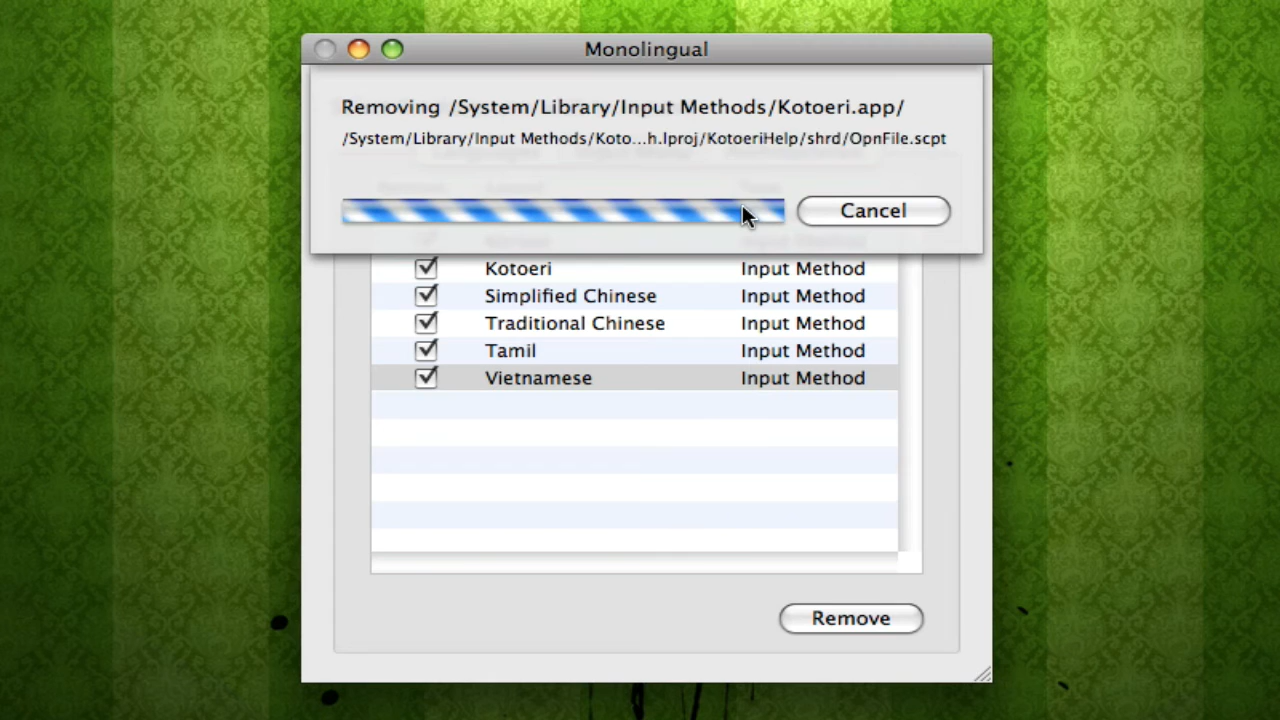 Monolingual
Removing /System/Library/Input Methods/Kotoeri.app/
/System/Library/Input Methods/Koto...h.lproj/KotoeriHelp/shrd/OpnFile.scpt
Cancel
Kotoeri Input Method
Simplified Chinese Input Method
Traditional Chinese Input Method
Tamil Input Method
Vietnamese Input Method
Remove